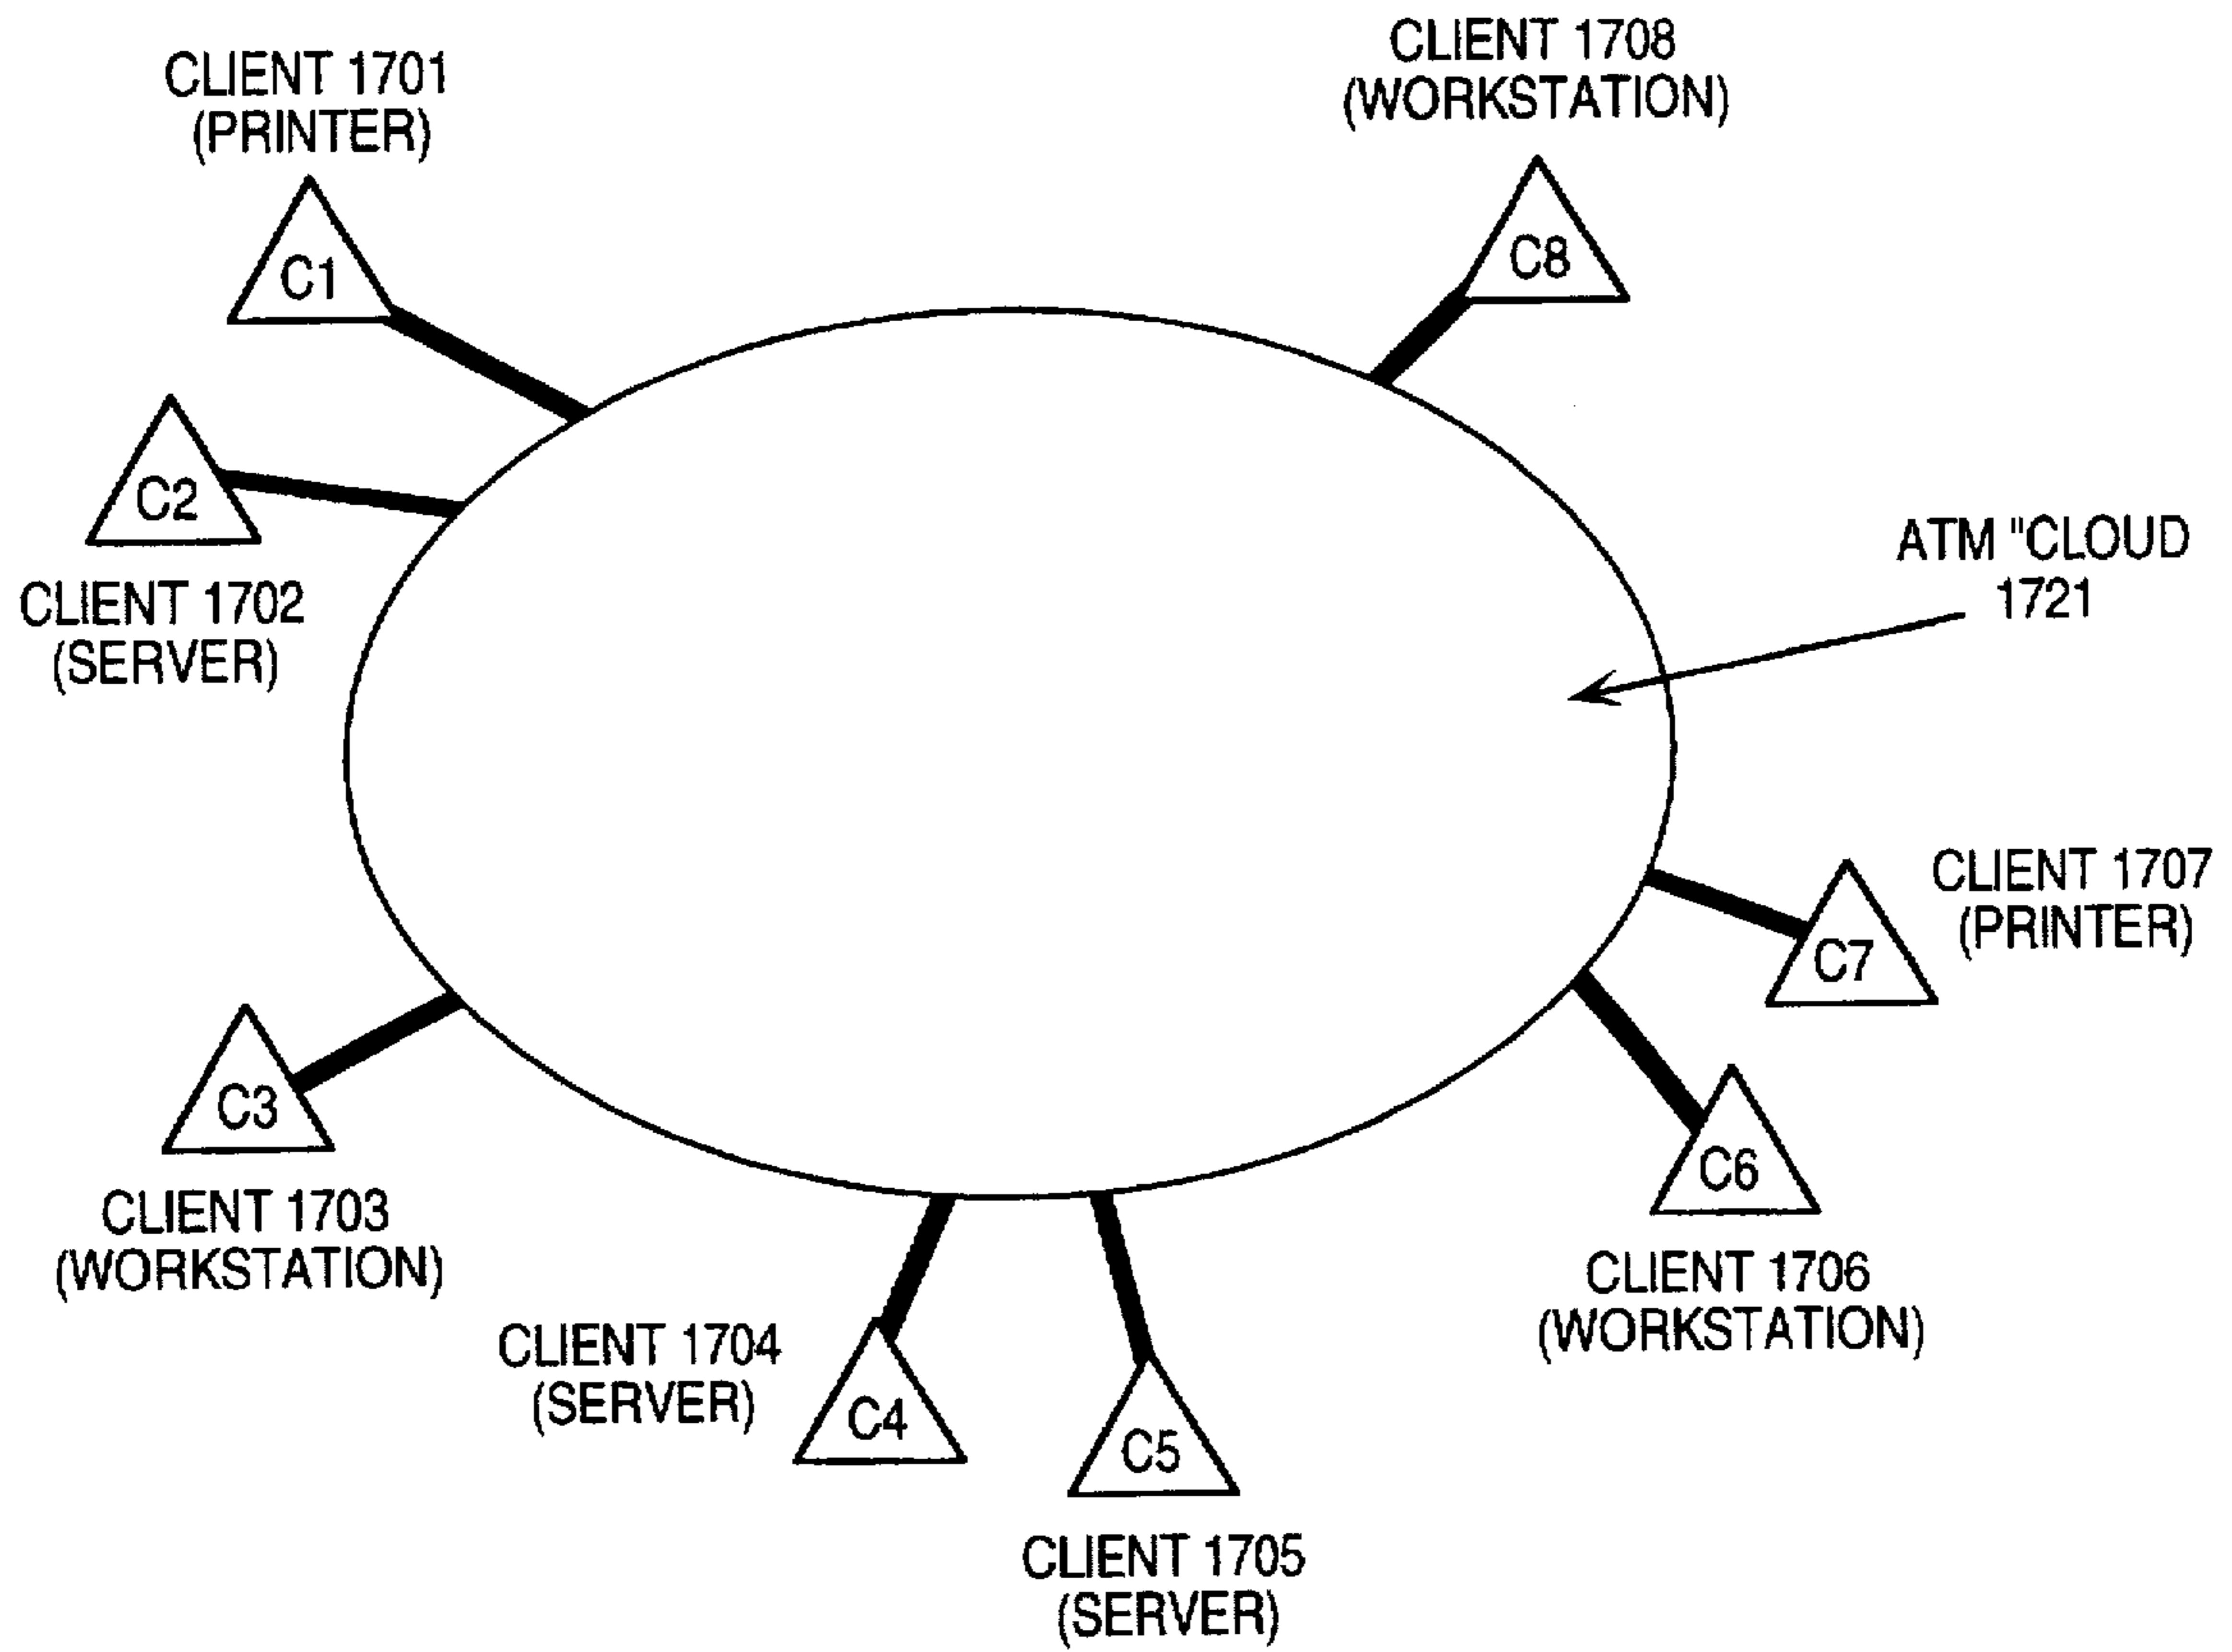 CLIENT 1701
(PRINTER)
CLIENT 1708
(WORKSTATION)
C1
C8
C2
CLIENT 1702
(SERVER)
ATM "CLOUD
1721
CLIENT 1707
(PRINTER)
C7
C3
CLIENT 1703
(WORKSTATION)
C6
CLIENT 1706
(WORKSTATION)
CLIENT 1704
(SERVER)
C4
C5
CLIENT 1705
(SERVER)